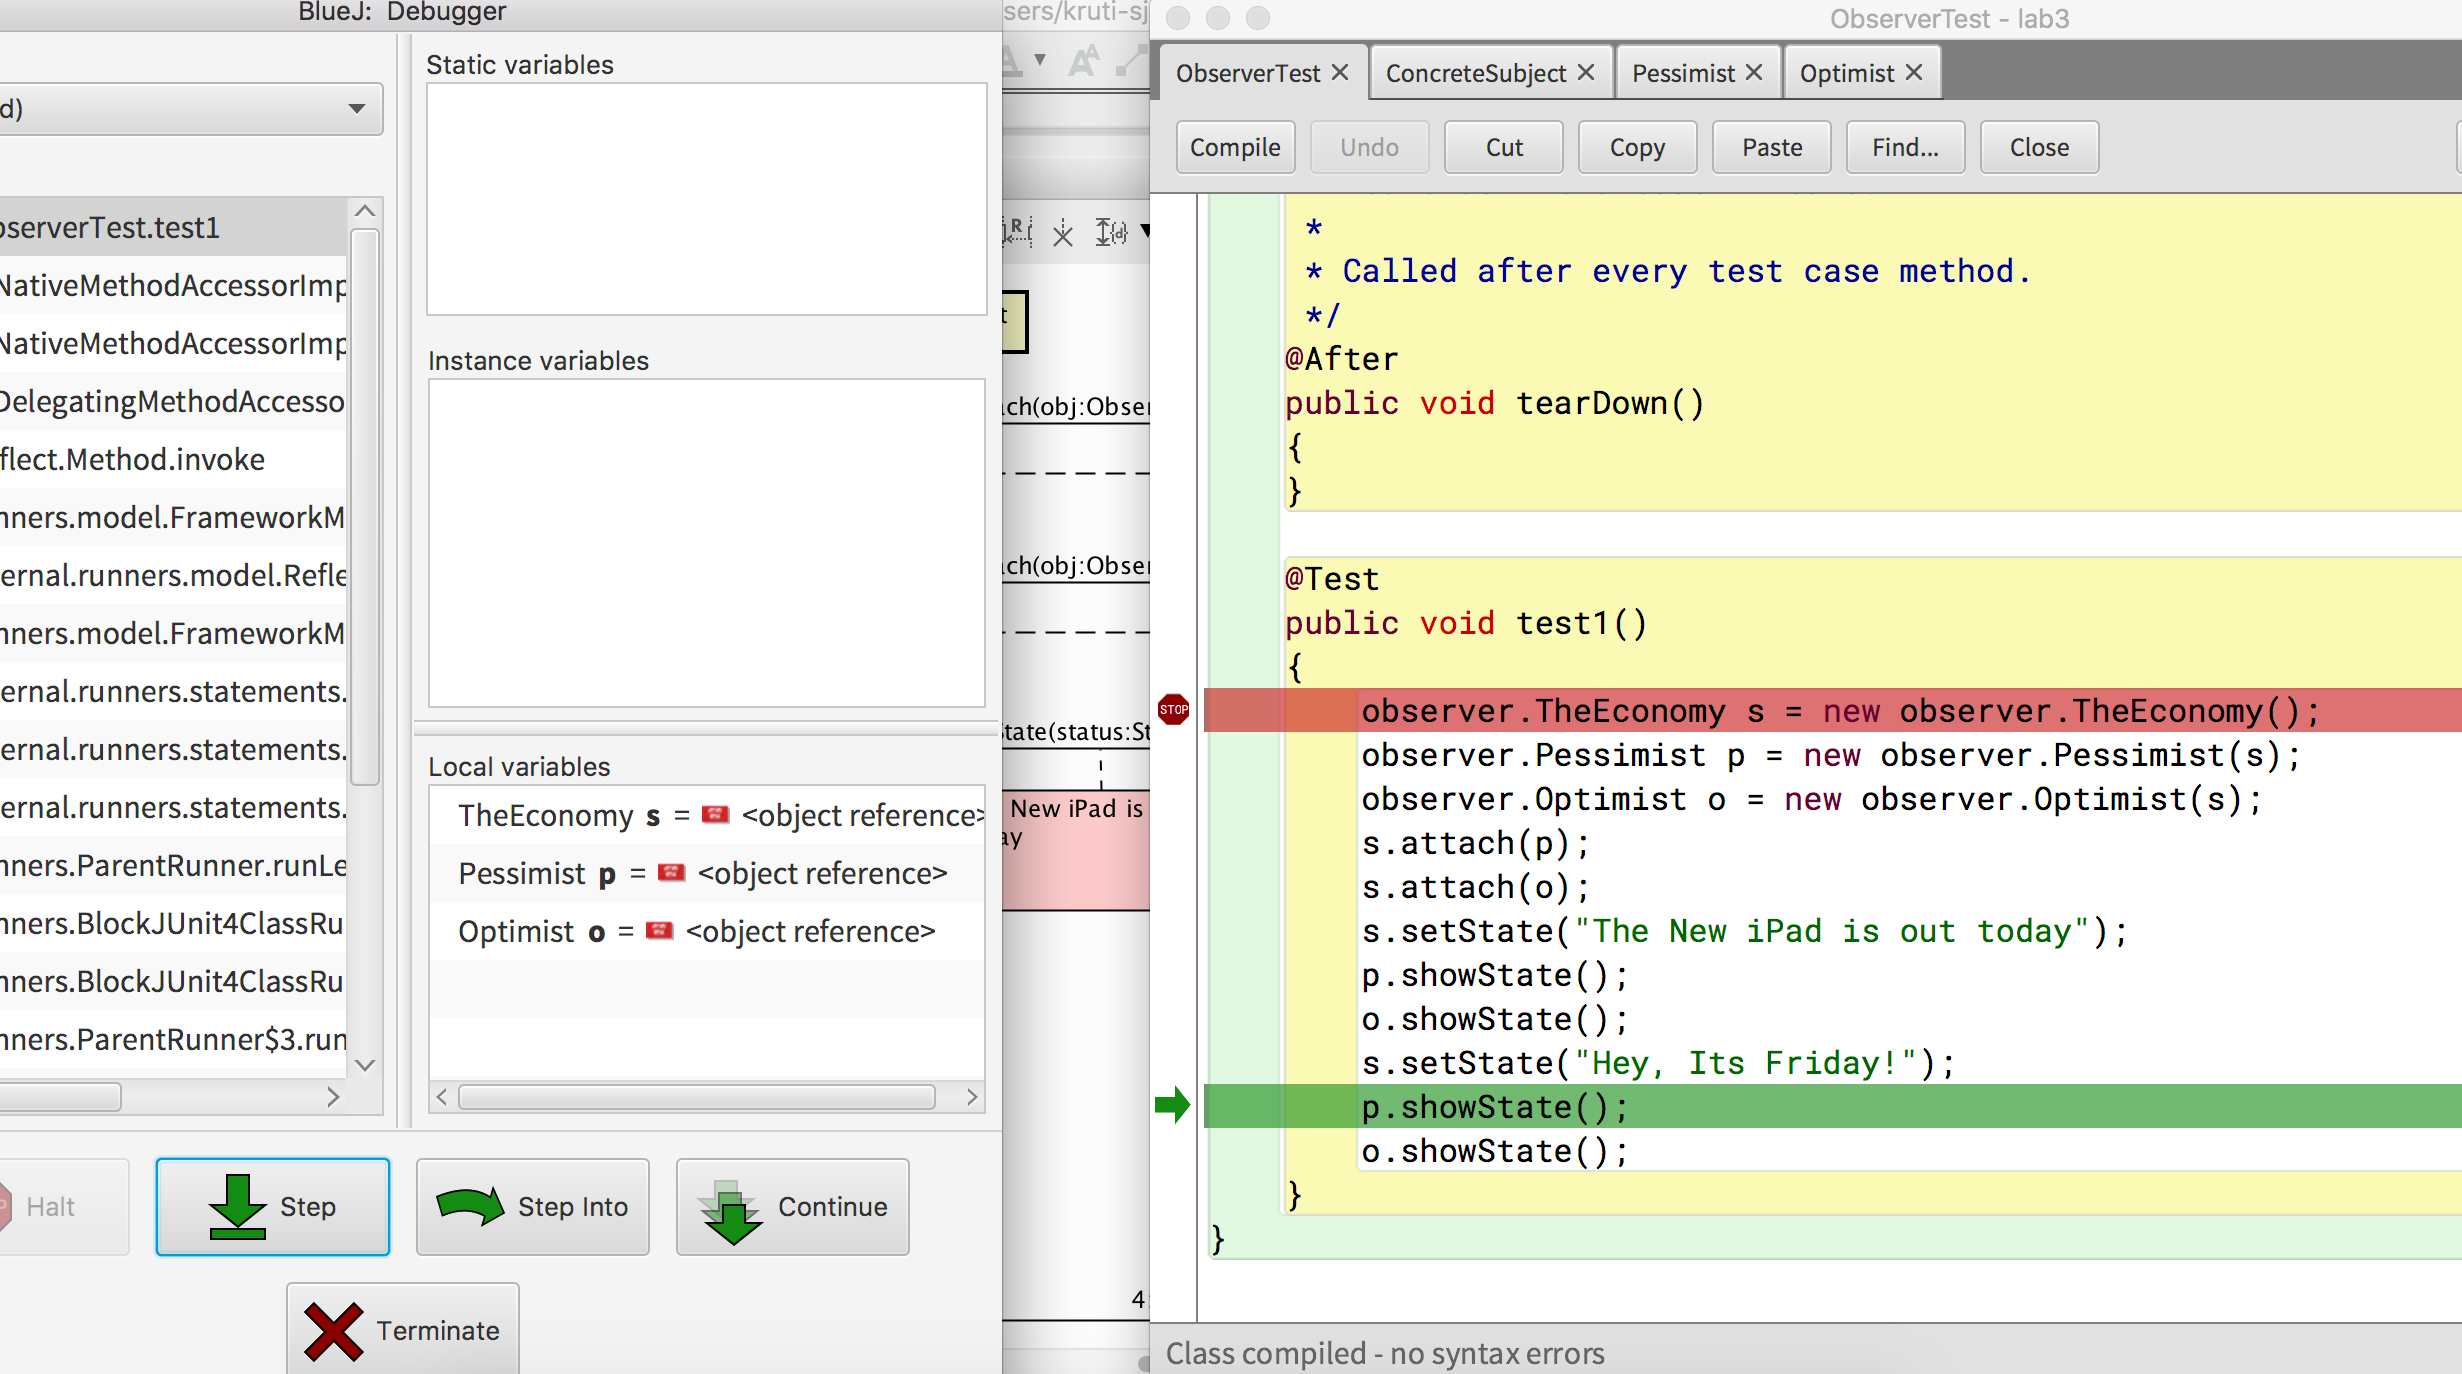 BlueJ: Debugger
d)
bserverTest.test1
NativeMethodAccessorImp
NativeMethodAccessorImp
DelegatingMethodAccesso
flect.Method.invoke
nners.model.FrameworkM
ernal.runners.model.Refle
nners.model.FrameworkM
ernal.runners.statements.
ernal.runners.statements.
ernal.runners.statements.
nners.ParentRunner.runLe
nners.BlockJUnit4ClassRu
nners.BlockJUnit4ClassRu
nners.ParentRunner$3.run
Static variables
Instance variables
Local variables
TheEconomy s = <object reference>
Pessimist p = <object reference>
Optimist o = <object reference>
Halt
Step
Step Into
Continue
Terminate
sers/kruti-sj
t
ach(obj:Obser
ach(obj:Obser
State(status:St
New iPad is
ay
4:
ObserverTest - lab3
ObserverTest ConcreteSubject Pessimist Optimist
Compile Undo Cut Copy Paste Find... Close
*
* Called after every test case method.
*/
@After
public void tearDown()
{
}
@Test
public void test1()
{
STOP
observer.TheEconomy s = new observer.TheEconomy();
observer.Pessimist p = new observer.Pessimist(s);
observer.Optimist o = new observer.Optimist(s);
s.attach(p);
s.attach(o);
s.setState("The New iPad is out today");
p.showState();
o.showState();
s.setState("Hey, Its Friday!");
p.showState();
o.showState();
}
}
Class compiled - no syntax errors